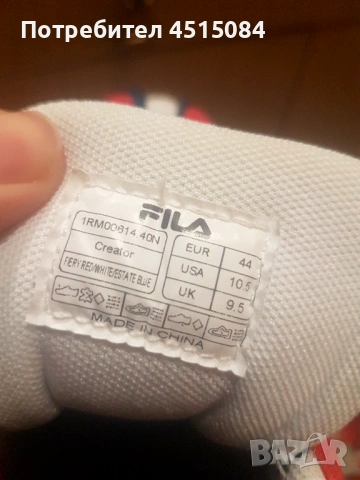 Потребител 4515084
FILA
1RM00614.40N
Creator
FIERY RED/WHITE/ESTATE BLUE
EUR 44
USA 10.5
UK 9.5
MADE IN CHINA
BAZAR